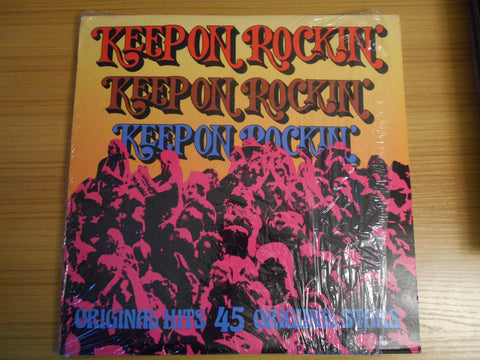 KEEP ON ROCKIN'
KEEP ON ROCKIN'
KEEP ON ROCKIN'
ORIGINAL HITS 45 ORIGINAL STARS